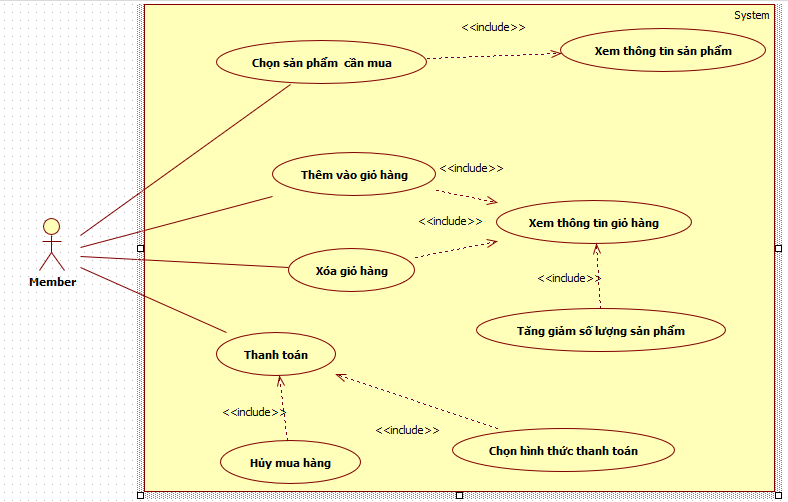 System
<<include>>
Chọn sản phẩm cần mua
Xem thông tin sản phẩm
Thêm vào giỏ hàng
<<include>>
<<include>>
Xem thông tin giỏ hàng
Xóa giỏ hàng
Member
<<include>>
Tăng giảm số lượng sản phẩm
Thanh toán
<<include>>
<<include>>
Chọn hình thức thanh toán
Hủy mua hàng